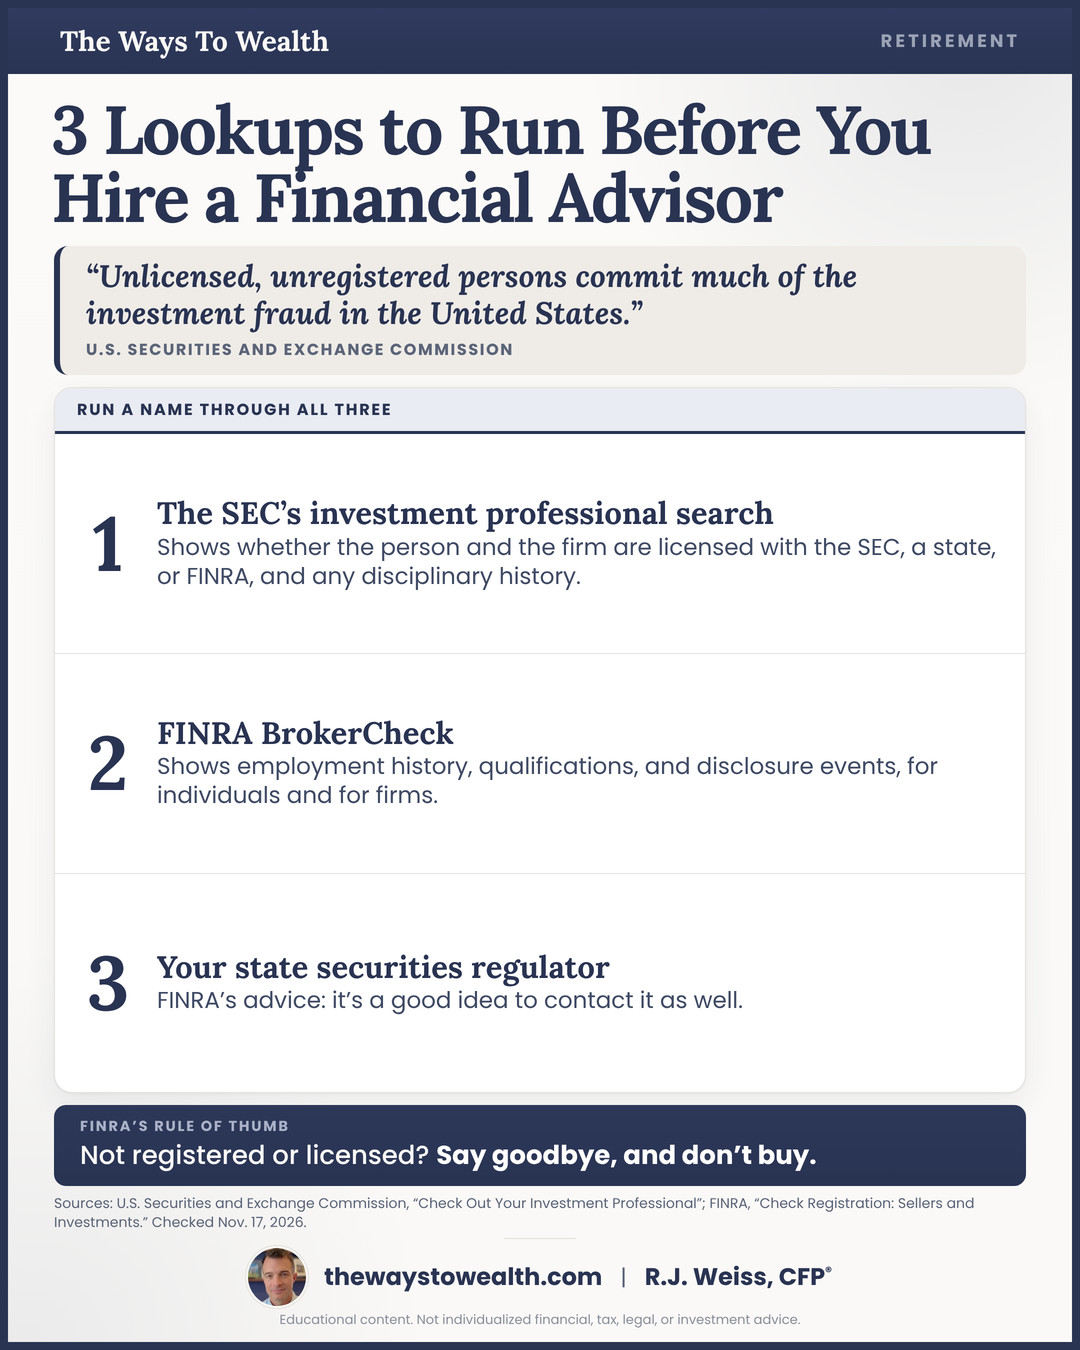 The Ways To Wealth
RETIREMENT
3 Lookups to Run Before You
Hire a Financial Advisor
“Unlicensed, unregistered persons commit much of the
investment fraud in the United States.”
U.S. SECURITIES AND EXCHANGE COMMISSION
RUN A NAME THROUGH ALL THREE
1
The SEC’s investment professional search
Shows whether the person and the firm are licensed with the SEC, a state,
or FINRA, and any disciplinary history.
2
FINRA BrokerCheck
Shows employment history, qualifications, and disclosure events, for
individuals and for firms.
3
Your state securities regulator
FINRA’s advice: it’s a good idea to contact it as well.
FINRA’S RULE OF THUMB
Not registered or licensed? Say goodbye, and don’t buy.
Sources: U.S. Securities and Exchange Commission, “Check Out Your Investment Professional”; FINRA, “Check Registration: Sellers and
Investments.” Checked Nov. 17, 2026.
thewaystowealth.com | R.J. Weiss, CFP®
Educational content. Not individualized financial, tax, legal, or investment advice.